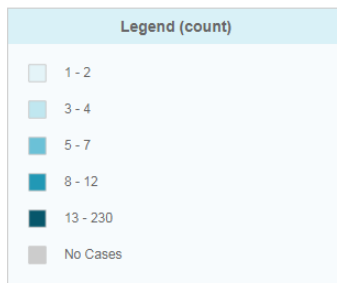 Legend (count)
1 - 2
3 - 4
5 - 7
8 - 12
13 - 230
No Cases